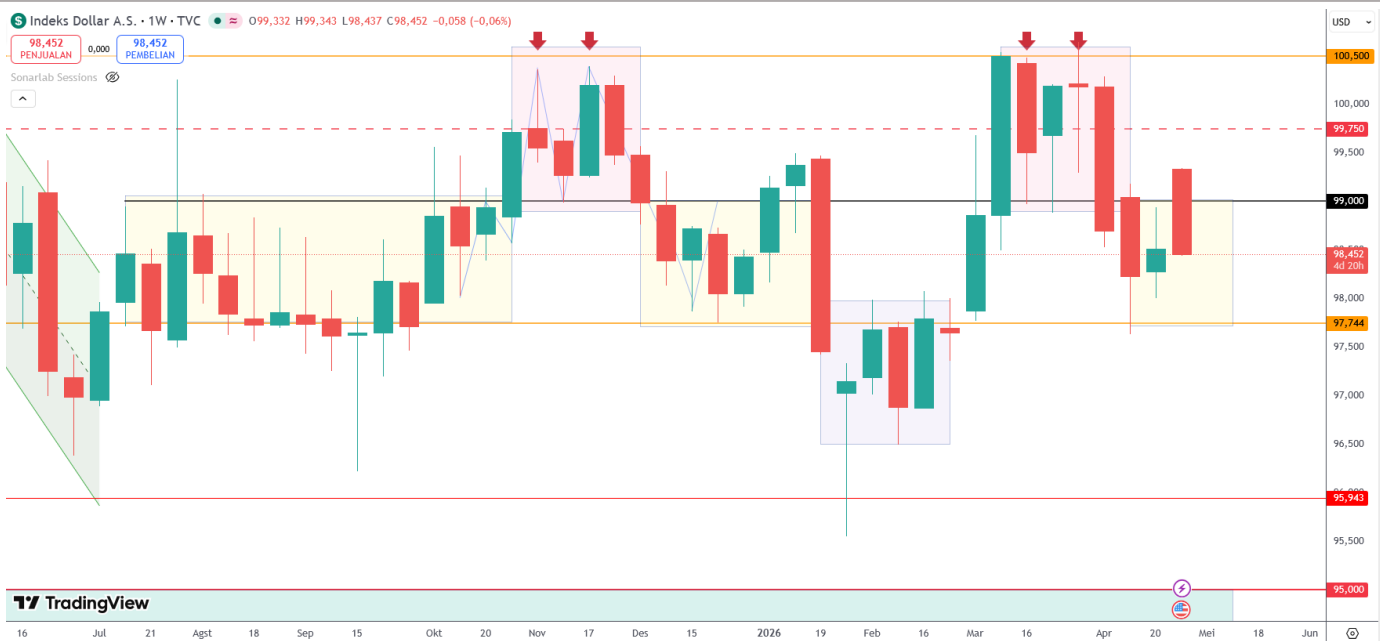 Indeks Dollar A.S. · 1W · TVC O99,332 H99,343 L98,437 C98,452 −0,058 (−0,06%)
98,452
PENJUALAN
0,000
98,452
PEMBELIAN
Sonarlab Sessions
USD
100,500
100,000
99,750
99,500
99,000
98,452
4d 20h
98,000
97,744
97,500
97,000
96,500
95,943
95,500
95,000
TradingView
16 Jul 21 Agst 18 Sep 15 Okt 20 Nov 17 Des 15 2026 19 Feb 16 Mar 16 Apr 20 Mei 18 Jun